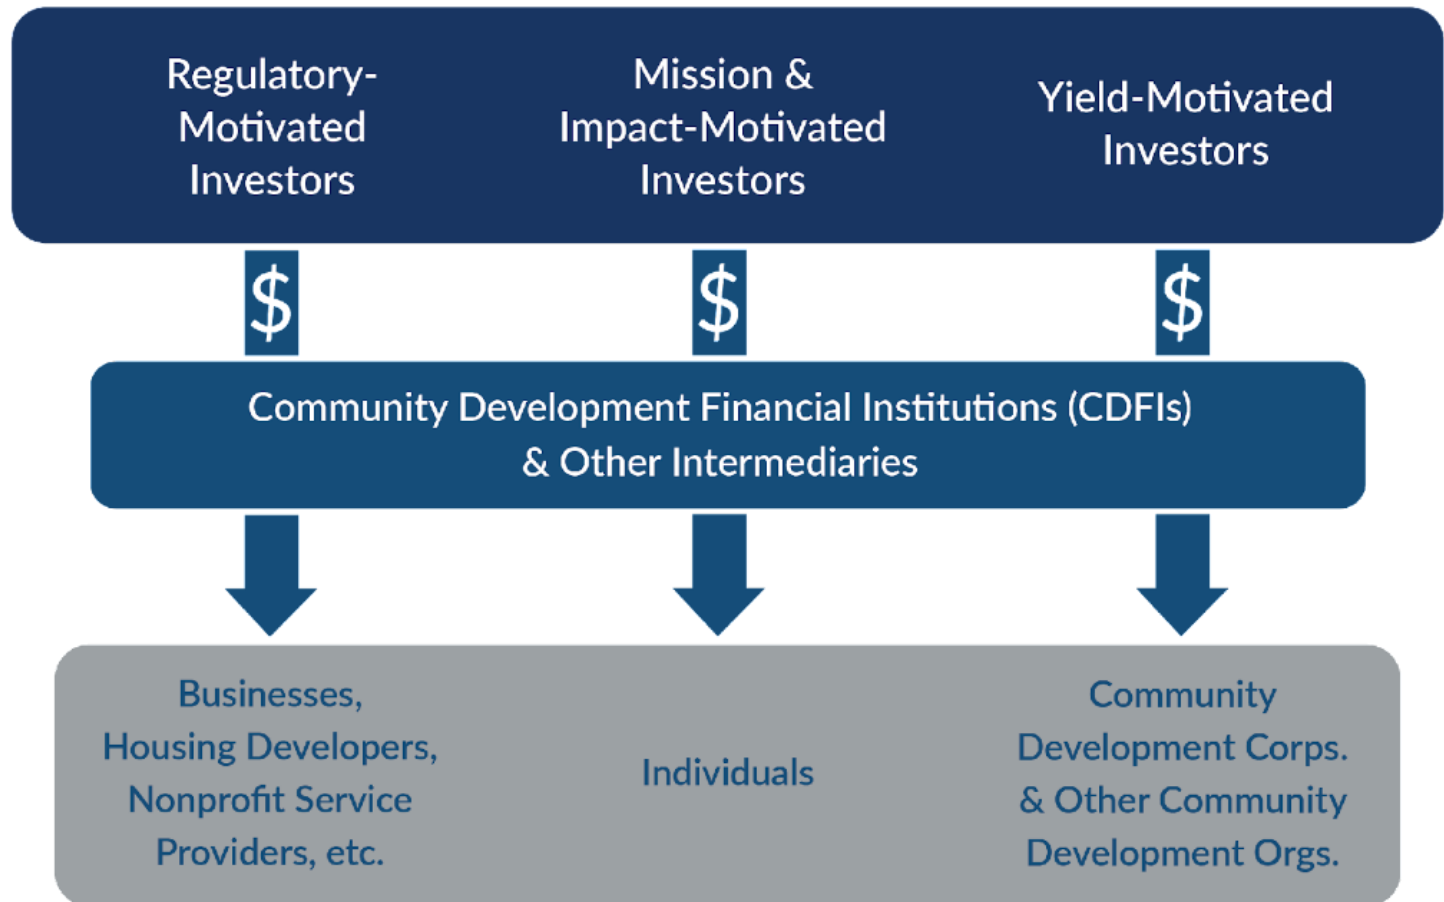 Regulatory-
Motivated
Investors
Mission &
Impact-Motivated
Investors
Yield-Motivated
Investors
$
$
$
Community Development Financial Institutions (CDFIs)
& Other Intermediaries
Businesses,
Housing Developers,
Nonprofit Service
Providers, etc.
Individuals
Community
Development Corps.
& Other Community
Development Orgs.